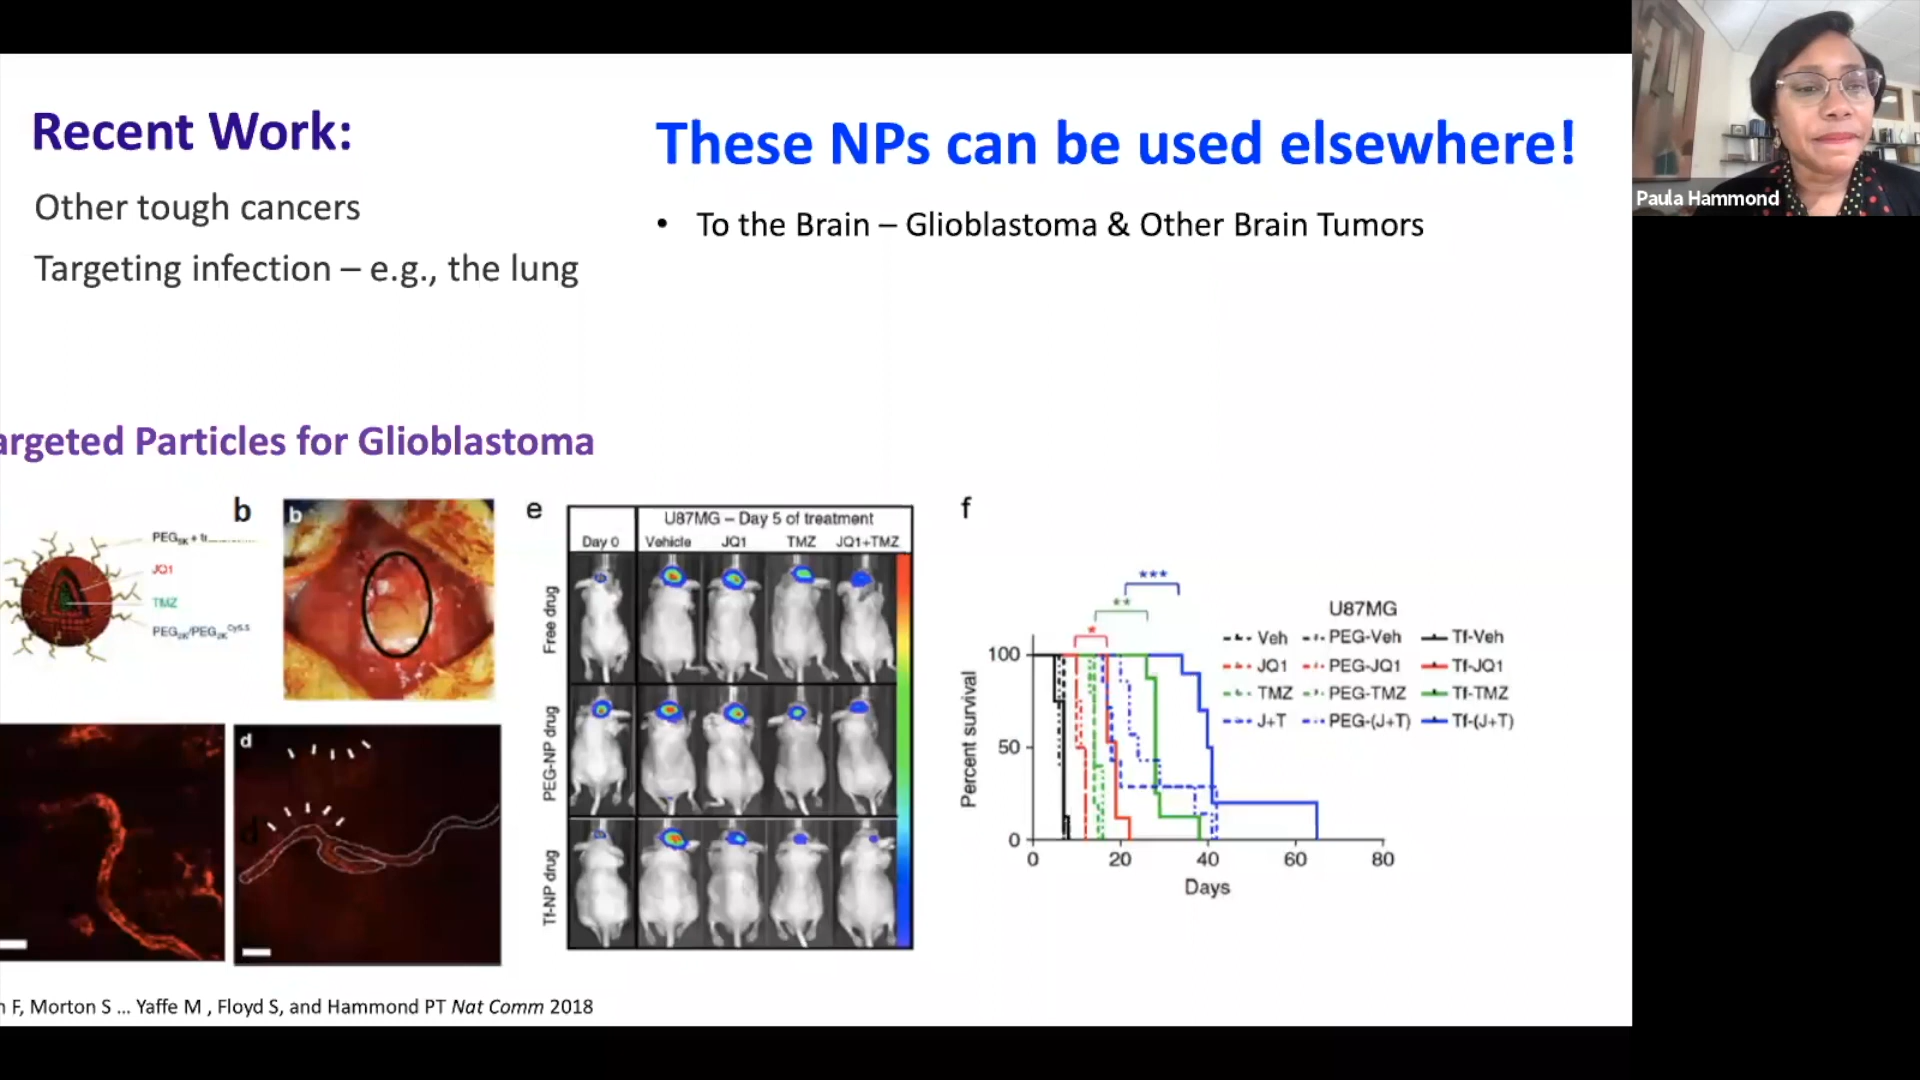 Recent Work:
Other tough cancers
Targeting infection – e.g., the lung
These NPs can be used elsewhere!
• To the Brain – Glioblastoma & Other Brain Tumors
Paula Hammond
argeted Particles for Glioblastoma
b
PEG5K +
JQ1
TMZ
PEG2K/PEG2K Cy5.5
b
d
d
e
U87MG – Day 5 of treatment
Day 0 Vehicle JQ1 TMZ JQ1+TMZ
Free drug
PEG-NP drug
Tf-NP drug
f
***
**
*
U87MG
Veh PEG-Veh Tf-Veh
JQ1 PEG-JQ1 Tf-JQ1
TMZ PEG-TMZ Tf-TMZ
J+T PEG-(J+T) Tf-(J+T)
Percent survival
100
50
0
0 20 40 60 80
Days
F, Morton S ... Yaffe M , Floyd S, and Hammond PT Nat Comm 2018